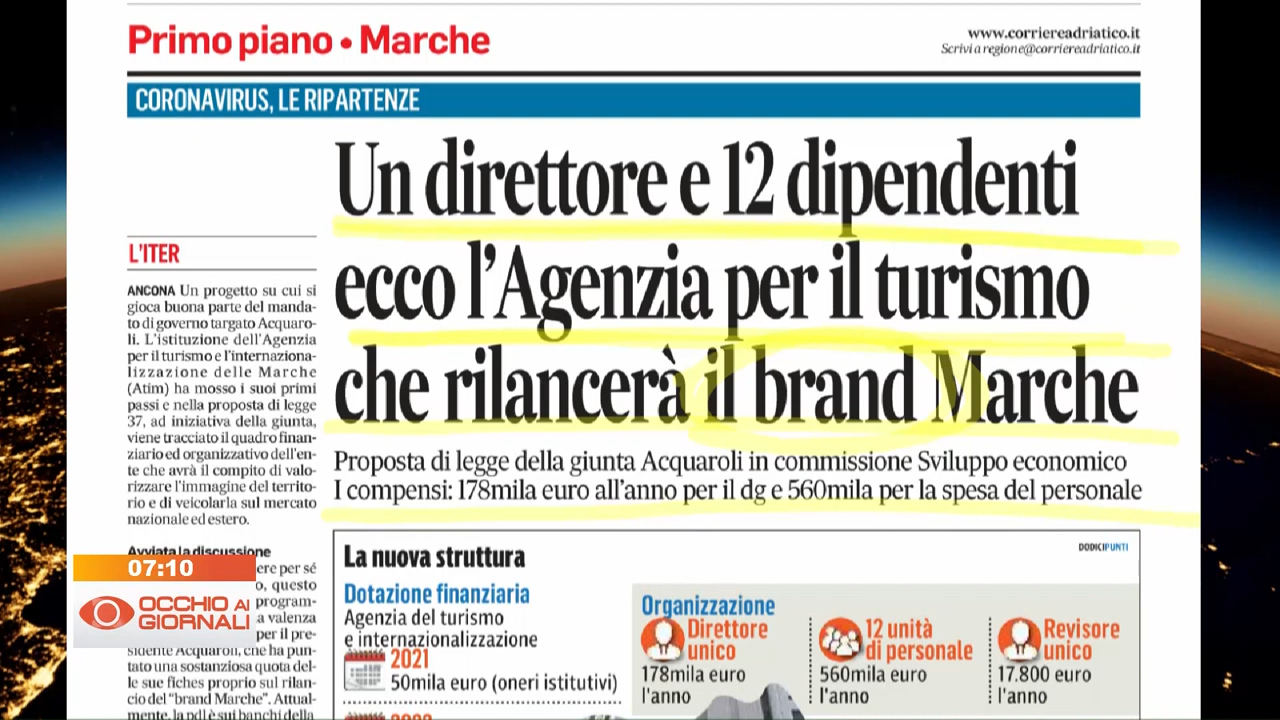 Primo piano • Marche
www.corriereadriatico.it
Scrivi a regione@corriereadriatico.it
CORONAVIRUS, LE RIPARTENZE
Un direttore e 12 dipendenti
ecco l'Agenzia per il turismo
che rilancerà il brand Marche
Proposta di legge della giunta Acquaroli in commissione Sviluppo economico
I compensi: 178mila euro all'anno per il dg e 560mila per la spesa del personale
L'ITER
ANCONA Un progetto su cui si
gioca buona parte del manda-
to di governo targato Acquaro-
li. L'istituzione dell'Agenzia
per il turismo e l'internaziona-
lizzazione delle Marche
(Atim) ha mosso i suoi primi
passi e nella proposta di legge
37, ad iniziativa della giunta,
viene tracciato il quadro finan-
ziario ed organizzativo dell'en-
te che avrà il compito di valo-
rizzare l'immagine del territo-
rio e di veicolarla sul mercato
nazionale ed estero.
Avviata la discussione
ere per sé
o, questo
program-
a valenza
per il pre-
sidente Acquaroli, che ha pun-
tato una sostanziosa quota del-
le sue fiches proprio sul rilan-
cio del "brand Marche". Attual-
mente, la pdl è sui banchi della
07:10
OCCHIO AI
GIORNALI
La nuova struttura
DODICIPUNTI
Dotazione finanziaria
Agenzia del turismo
e internazionalizzazione
2021
50mila euro (oneri istitutivi)
Organizzazione
Direttore
unico
178mila euro
l'anno
12 unità
di personale
560mila euro
l'anno
Revisore
unico
17.800 euro
l'anno